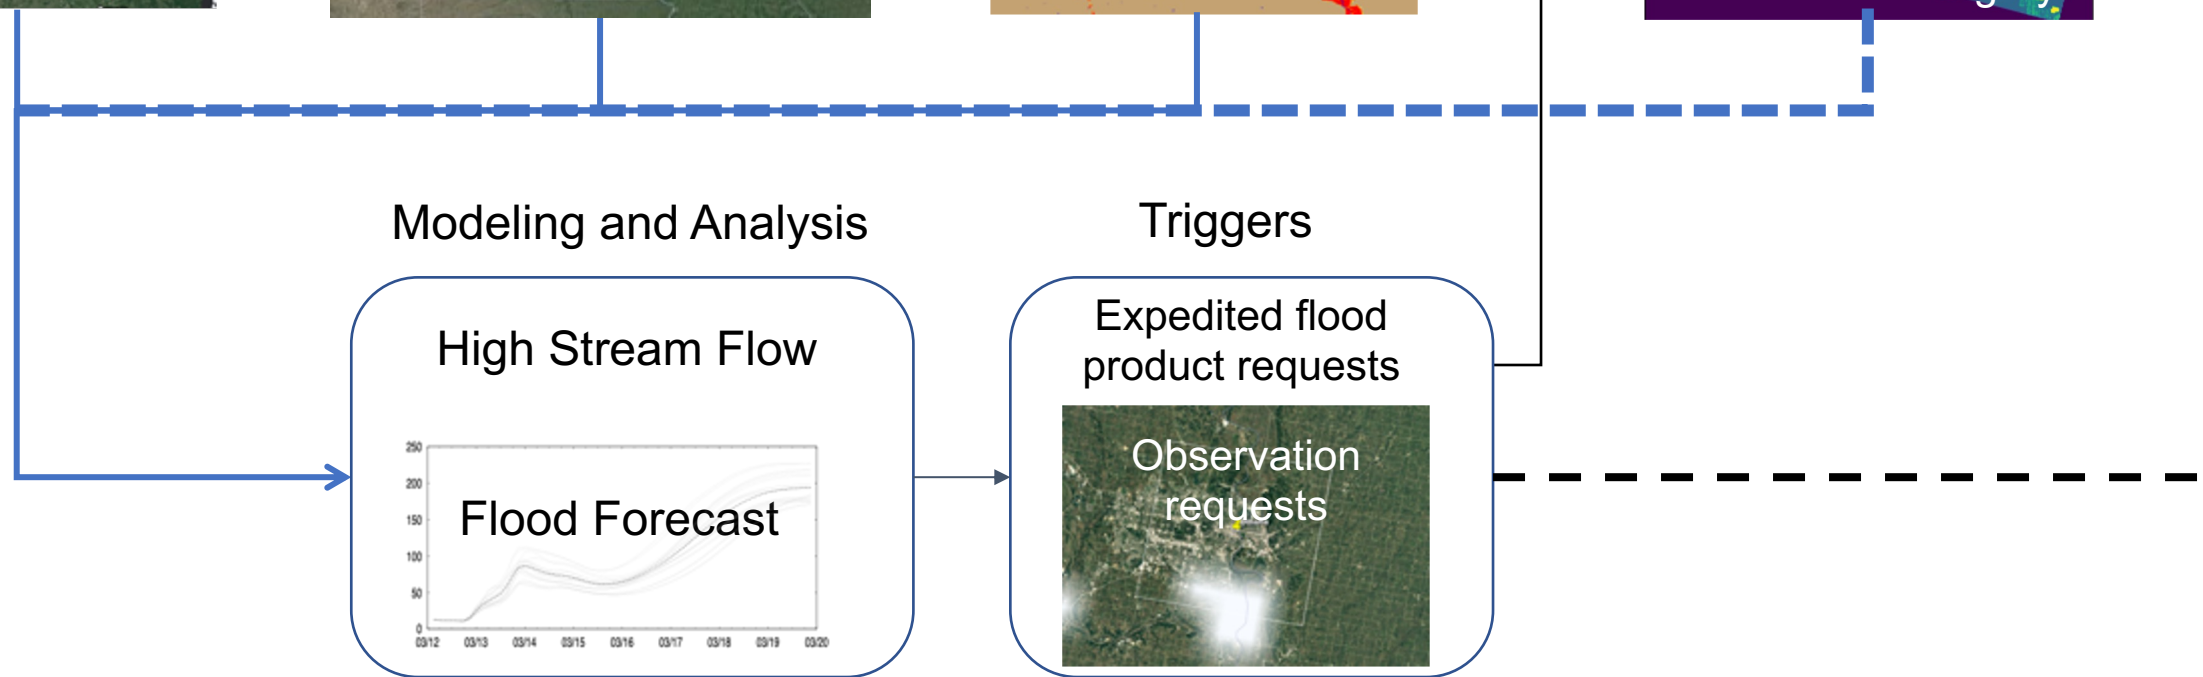 Modeling and Analysis
Triggers
High Stream Flow
250
200
150
100
50
0
Flood Forecast
03/12 03/13 03/14 03/15 03/16 03/17 03/18 03/19 03/20
Expedited flood
product requests
Observation
requests